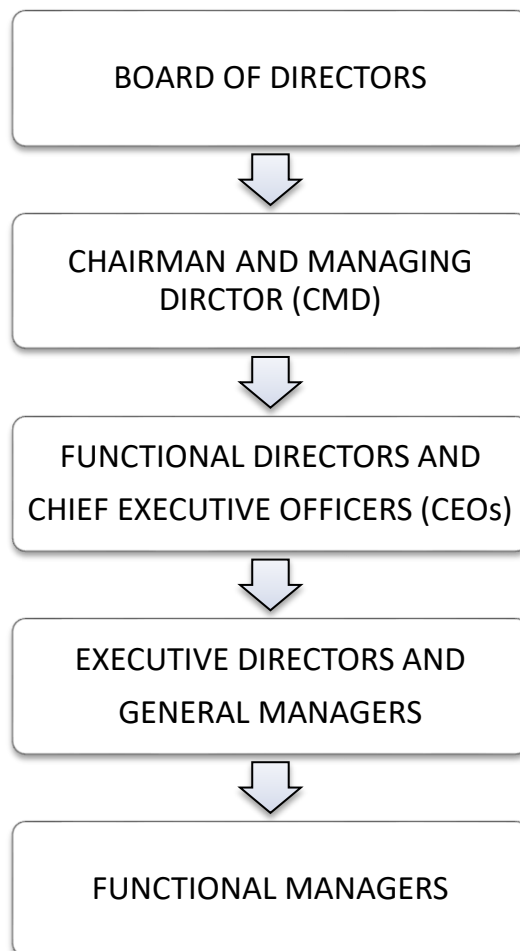 BOARD OF DIRECTORS
CHAIRMAN AND MANAGING
DIRCTOR (CMD)
FUNCTIONAL DIRECTORS AND
CHIEF EXECUTIVE OFFICERS (CEOs)
EXECUTIVE DIRECTORS AND
GENERAL MANAGERS
FUNCTIONAL MANAGERS